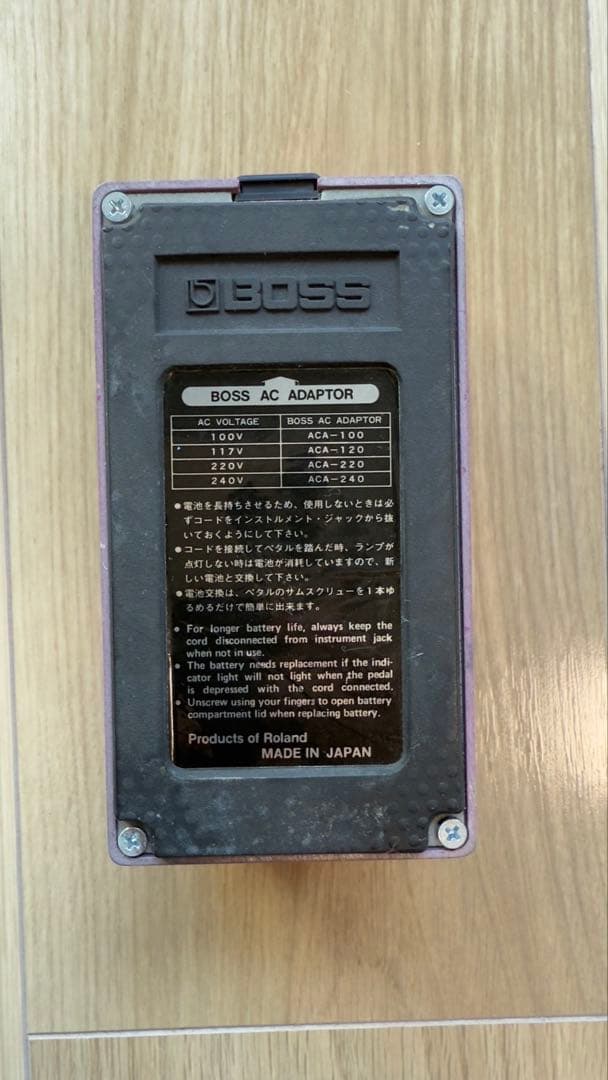 BOSS
BOSS AC ADAPTOR
AC VOLTAGE BOSS AC ADAPTOR
100V ACA-100
117V ACA-120
220V ACA-220
240V ACA-240
●電池を長持ちさせるため、使用しないときは必
ずコードをインストルメント・ジャックから抜
いておくようにして下さい。
●コードを接続してペタルを踏んだ時、ランプが
点灯しない時は電池が消耗していますので、新
しい電池と交換して下さい。
●電池交換は、ペタルのサムスクリューを1本ゆ
るめるだけで簡単に出来ます。
● For longer battery life, always keep the
cord disconnected from instrument jack
when not in use.
● The battery needs replacement if the indi-
cator light will not light when the pedal
is depressed with the cord connected.
● Unscrew using your fingers to open battery
compartment lid when replacing battery.
Products of Roland
MADE IN JAPAN